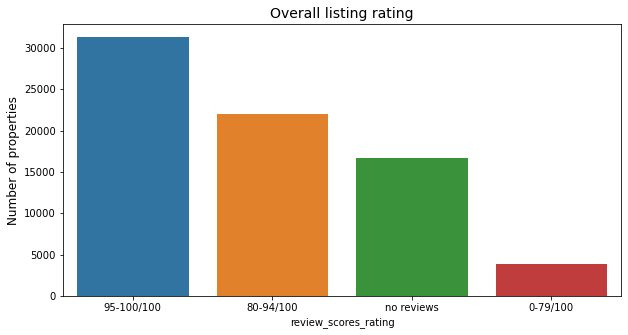 Overall listing rating
Number of properties
30000
25000
20000
15000
10000
5000
0
95-100/100 80-94/100 no reviews 0-79/100
review_scores_rating